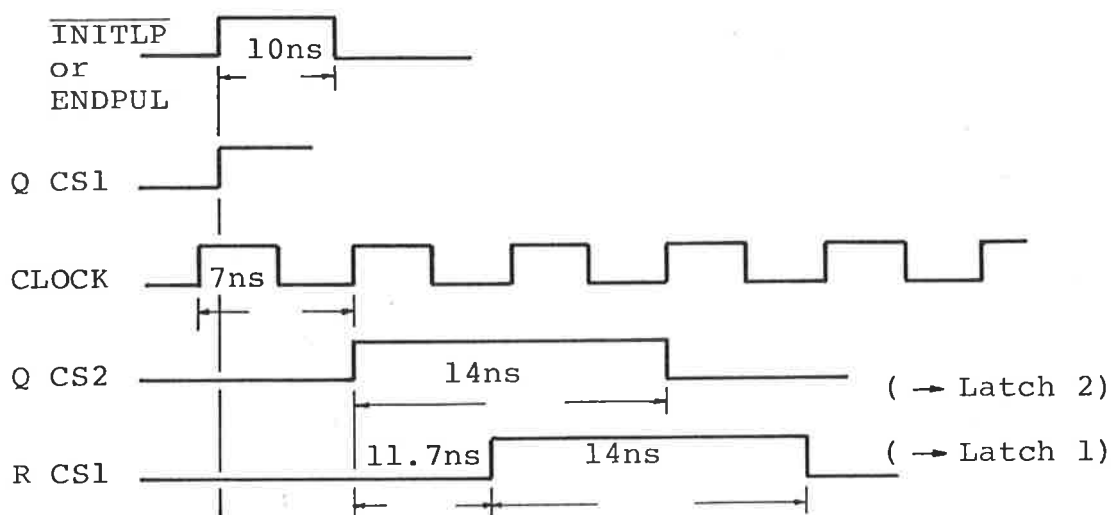 INITLP
10ns
or
ENDPUL
Q CS1
CLOCK
7ns
Q CS2
14ns
( → Latch 2)
R CS1
11.7ns
14ns
( → Latch 1)